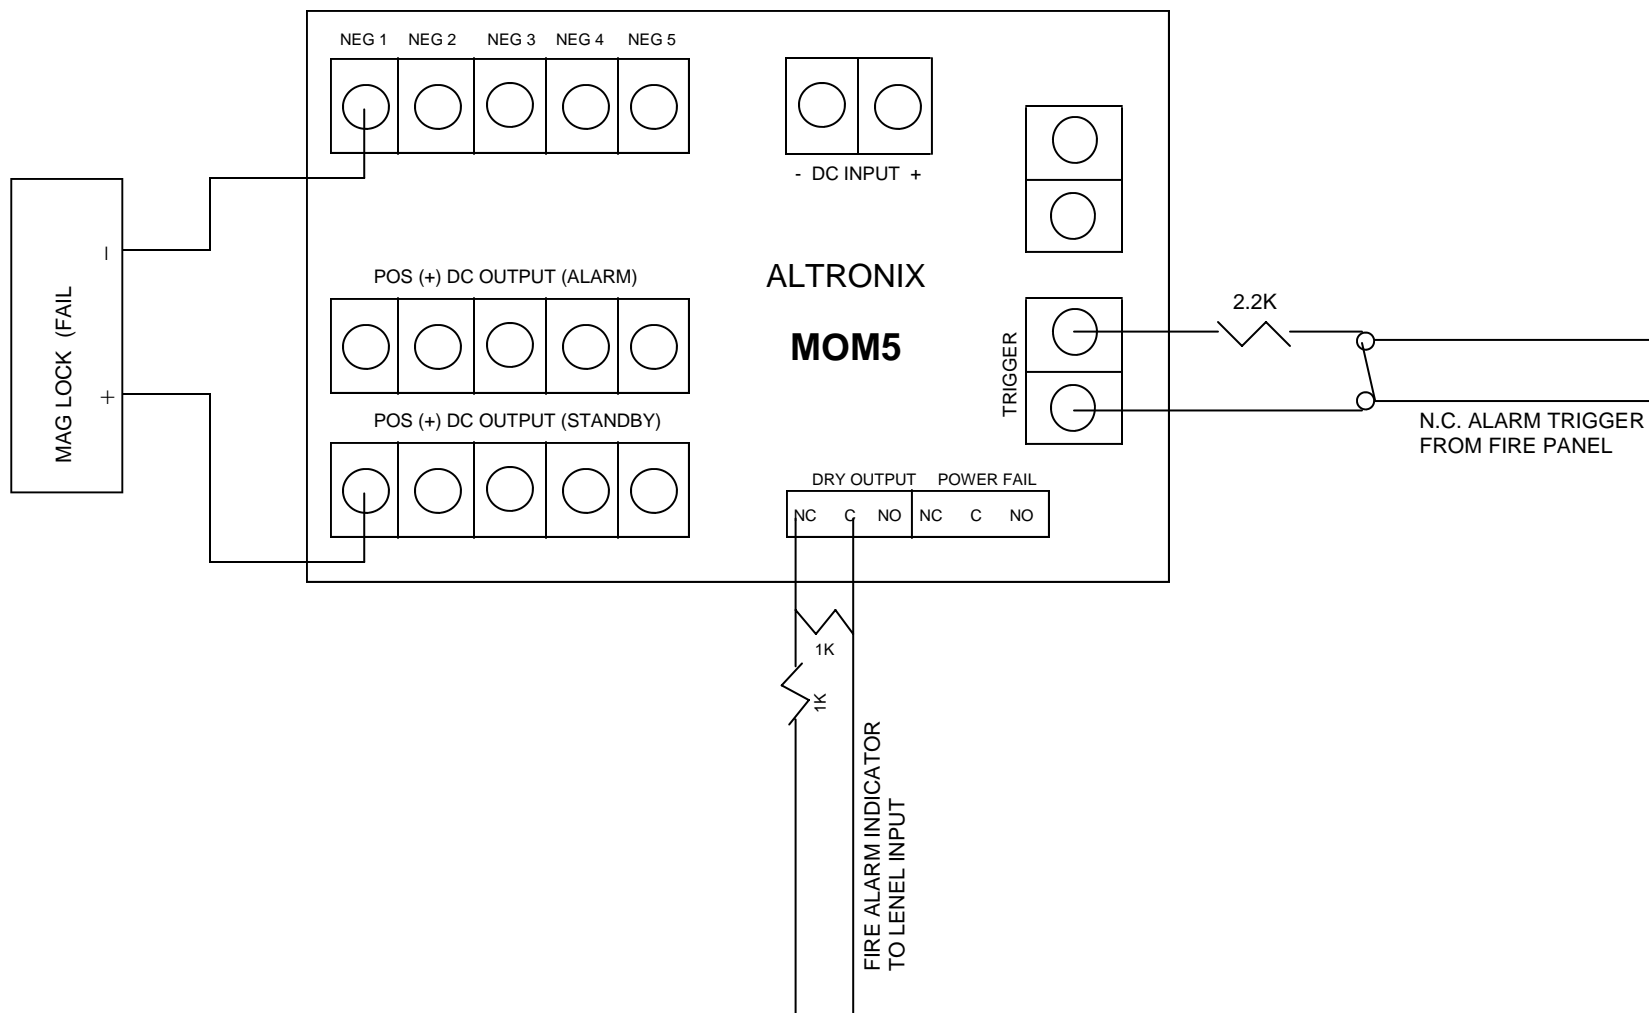 NEG 1 NEG 2 NEG 3 NEG 4 NEG 5
- DC INPUT +
MAG LOCK (FAIL
–
+
POS (+) DC OUTPUT (ALARM)
ALTRONIX
MOM5
POS (+) DC OUTPUT (STANDBY)
TRIGGER
2.2K
N.C. ALARM TRIGGER
FROM FIRE PANEL
DRY OUTPUT POWER FAIL
NC C NO NC C NO
1K
1K
FIRE ALARM INDICATOR
TO LENEL INPUT